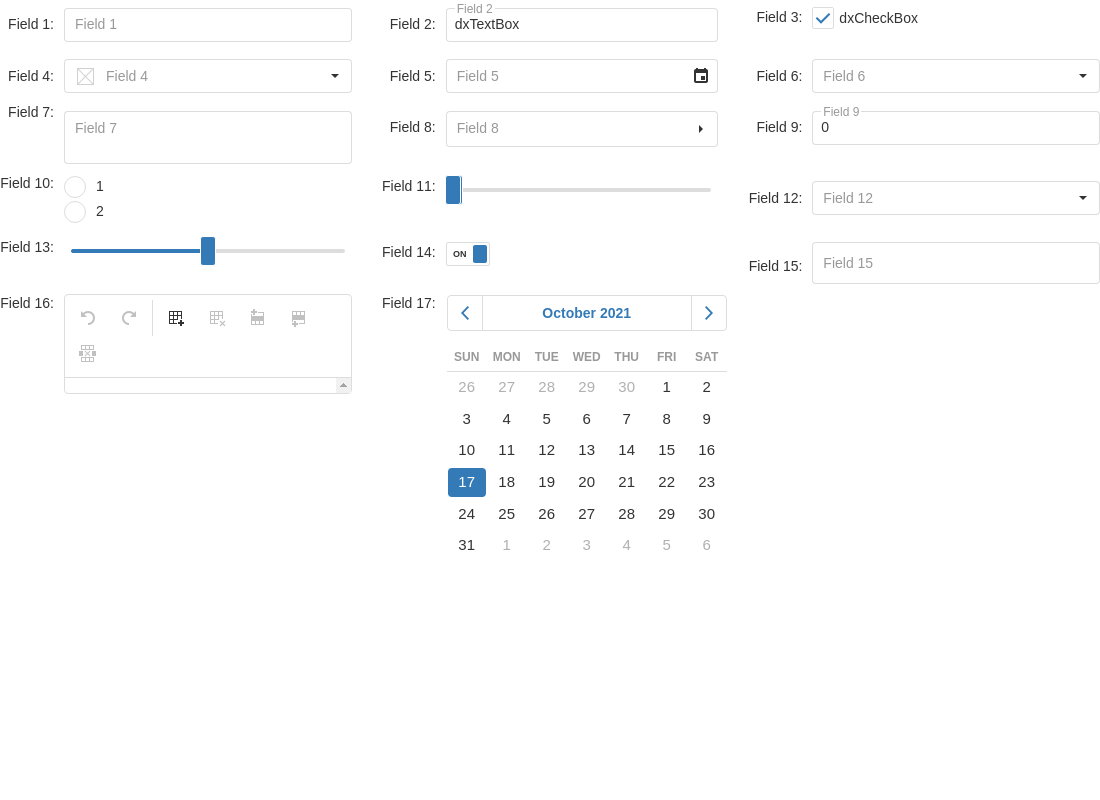 Field 1: Field 1
Field 2: Field 2
dxTextBox
Field 3: dxCheckBox
Field 4: Field 4
Field 5: Field 5
Field 6: Field 6
Field 7: Field 7
Field 8: Field 8
Field 9: Field 9
0
Field 10: 1
2
Field 11:
Field 12: Field 12
Field 13:
Field 14: ON
Field 15: Field 15
Field 16:
Field 17: October 2021
SUN MON TUE WED THU FRI SAT
26 27 28 29 30 1 2
3 4 5 6 7 8 9
10 11 12 13 14 15 16
17 18 19 20 21 22 23
24 25 26 27 28 29 30
31 1 2 3 4 5 6